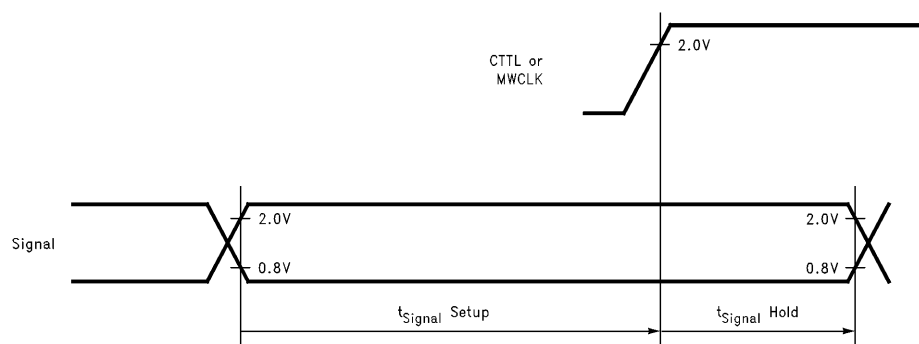 CTTL or
MWCLK
2.0V
Signal
2.0V
0.8V
2.0V
0.8V
tSignal Setup
tSignal Hold